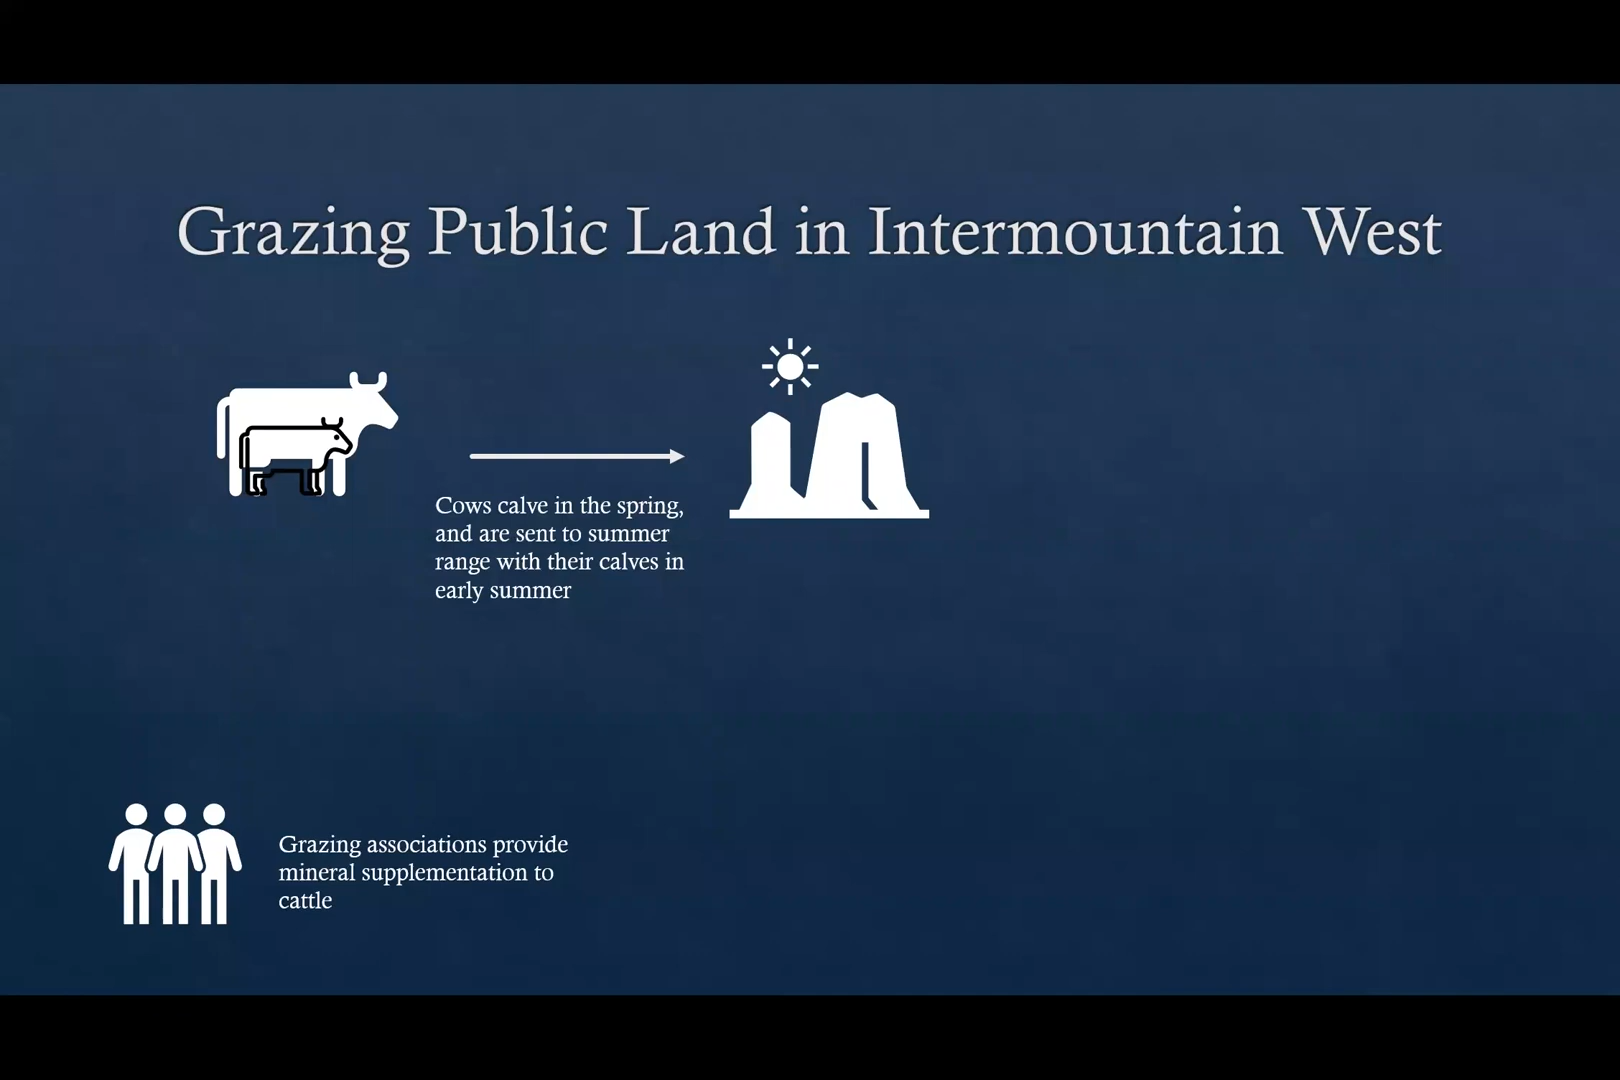 Grazing Public Land in Intermountain West
Cows calve in the spring,
and are sent to summer
range with their calves in
early summer
Grazing associations provide
mineral supplementation to
cattle